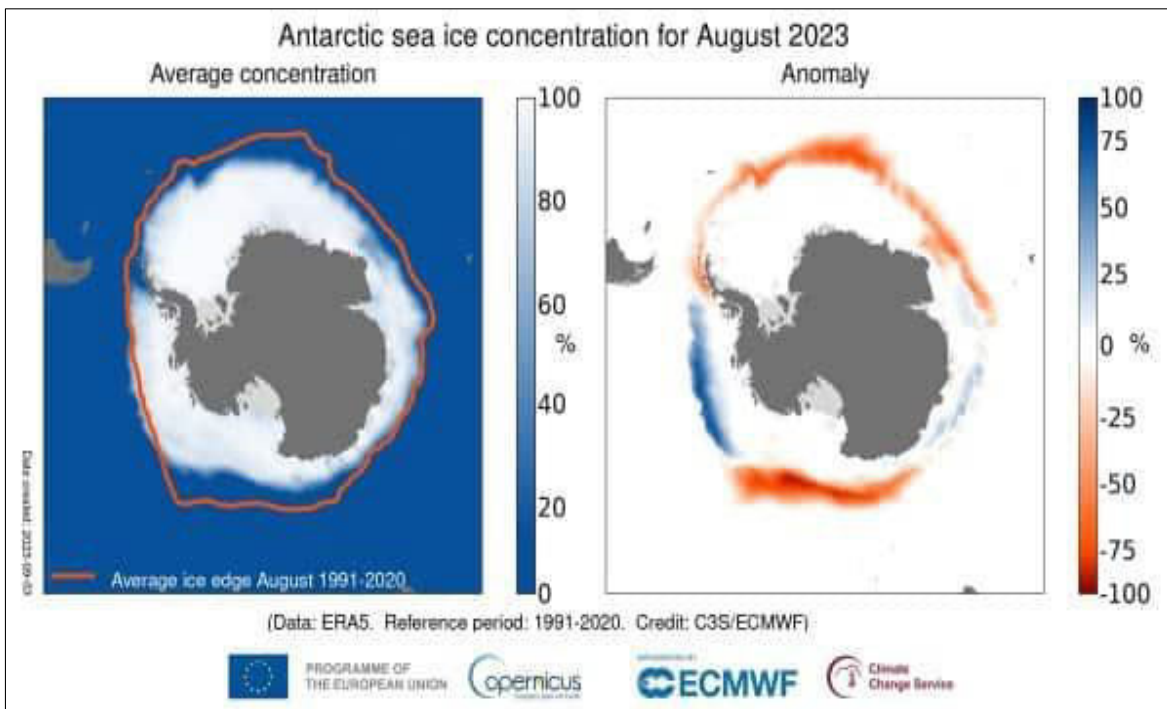 Antarctic sea ice concentration for August 2023
Average concentration
Anomaly
100
80
60
%
40
20
0
100
75
50
25
0 %
-25
-50
-75
-100
Average ice edge August 1991-2020
(Data: ERA5. Reference period: 1991-2020. Credit: C3S/ECMWF)
PROGRAMME OF
THE EUROPEAN UNION
opernicus
ECMWF
Climate
Change Service